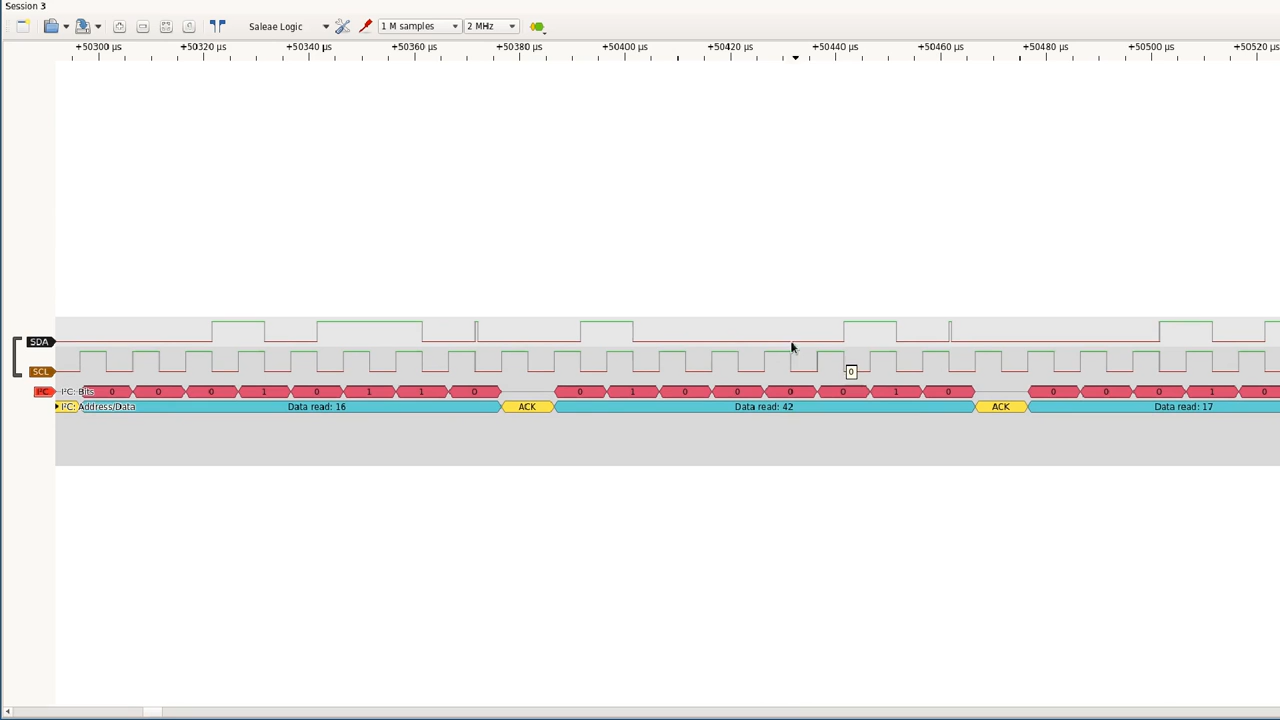 Session 3
Saleae Logic 1 M samples 2 MHz
+50300 µs +50320 µs +50340 µs +50360 µs +50380 µs +50400 µs +50420 µs +50440 µs +50460 µs +50480 µs +50500 µs +50520 µs
SDA
SCL
0
I²C I²C: Bits 0 0 0 1 0 1 1 0 0 1 0 0 0 0 1 0 0 0 0 1 0
I²C: Address/Data Data read: 16 ACK Data read: 42 ACK Data read: 17